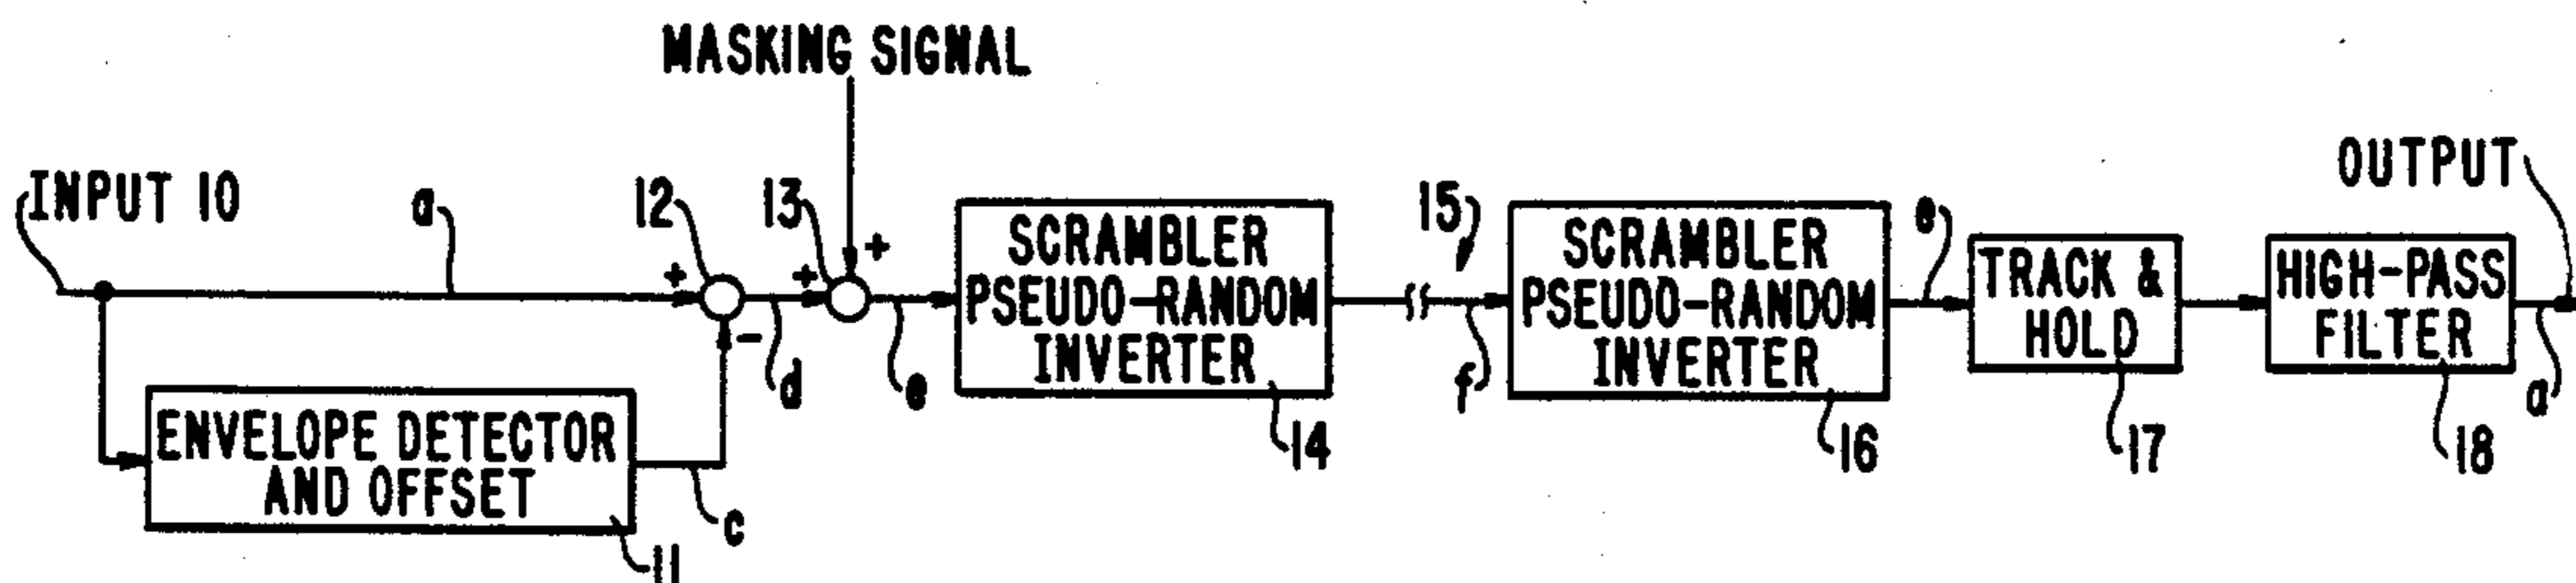 MASKING SIGNAL
INPUT 10
a
12
13
+
+
+
-
d
e
c
ENVELOPE DETECTOR
AND OFFSET
11
SCRAMBLER
PSEUDO-RANDOM
INVERTER
14
15
f
SCRAMBLER
PSEUDO-RANDOM
INVERTER
16
e
TRACK &
HOLD
17
HIGH-PASS
FILTER
18
OUTPUT
a